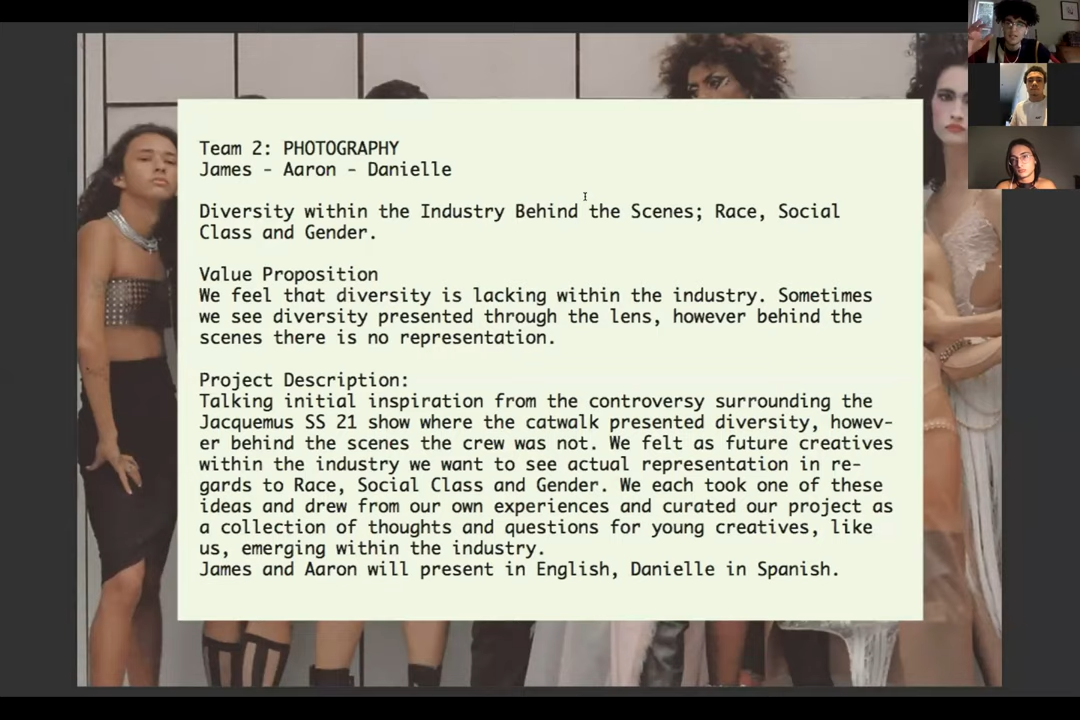 Team 2: PHOTOGRAPHY
James - Aaron - Danielle
Diversity within the Industry Behind the Scenes; Race, Social
Class and Gender.
Value Proposition
We feel that diversity is lacking within the industry. Sometimes
we see diversity presented through the lens, however behind the
scenes there is no representation.
Project Description:
Talking initial inspiration from the controversy surrounding the
Jacquemus SS 21 show where the catwalk presented diversity, howev-
er behind the scenes the crew was not. We felt as future creatives
within the industry we want to see actual representation in re-
gards to Race, Social Class and Gender. We each took one of these
ideas and drew from our own experiences and curated our project as
a collection of thoughts and questions for young creatives, like
us, emerging within the industry.
James and Aaron will present in English, Danielle in Spanish.